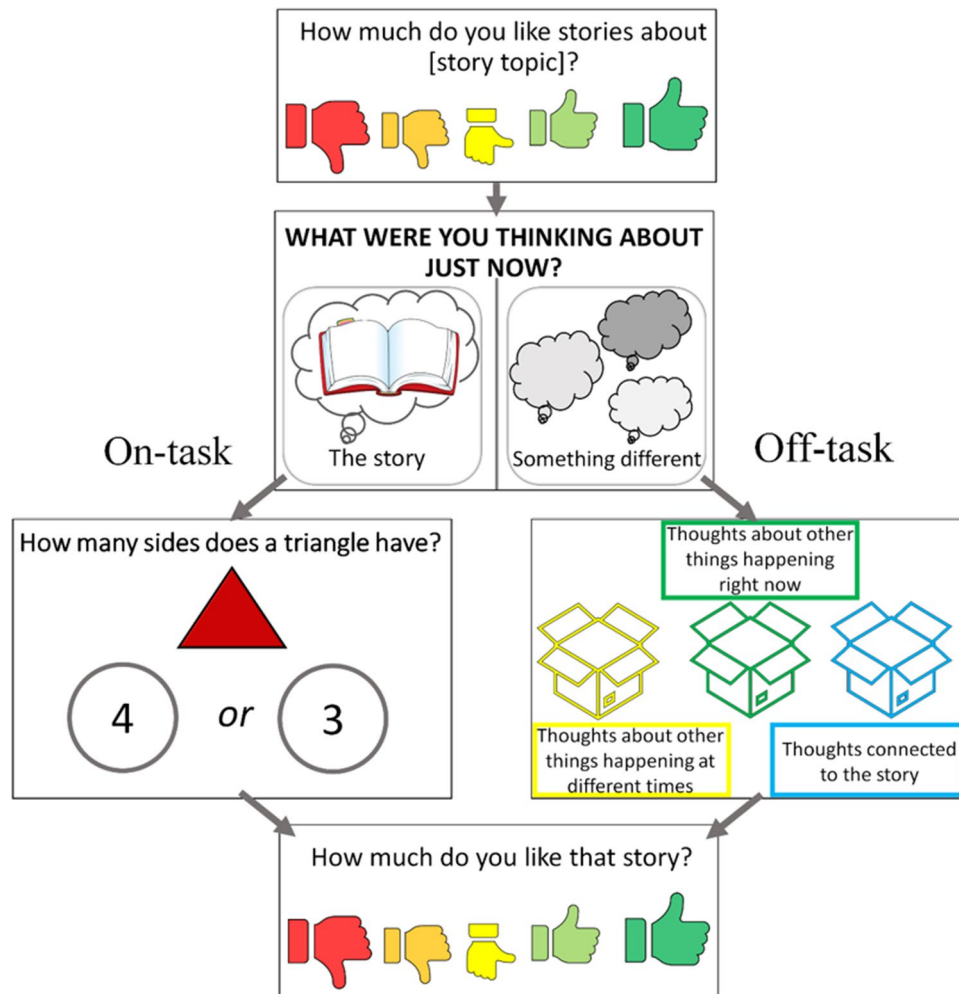 How much do you like stories about
[story topic]?
WHAT WERE YOU THINKING ABOUT
JUST NOW?
The story
Something different
On-task
Off-task
How many sides does a triangle have?
4 or 3
Thoughts about other
things happening
right now
Thoughts about other
things happening at
different times
Thoughts connected
to the story
How much do you like that story?